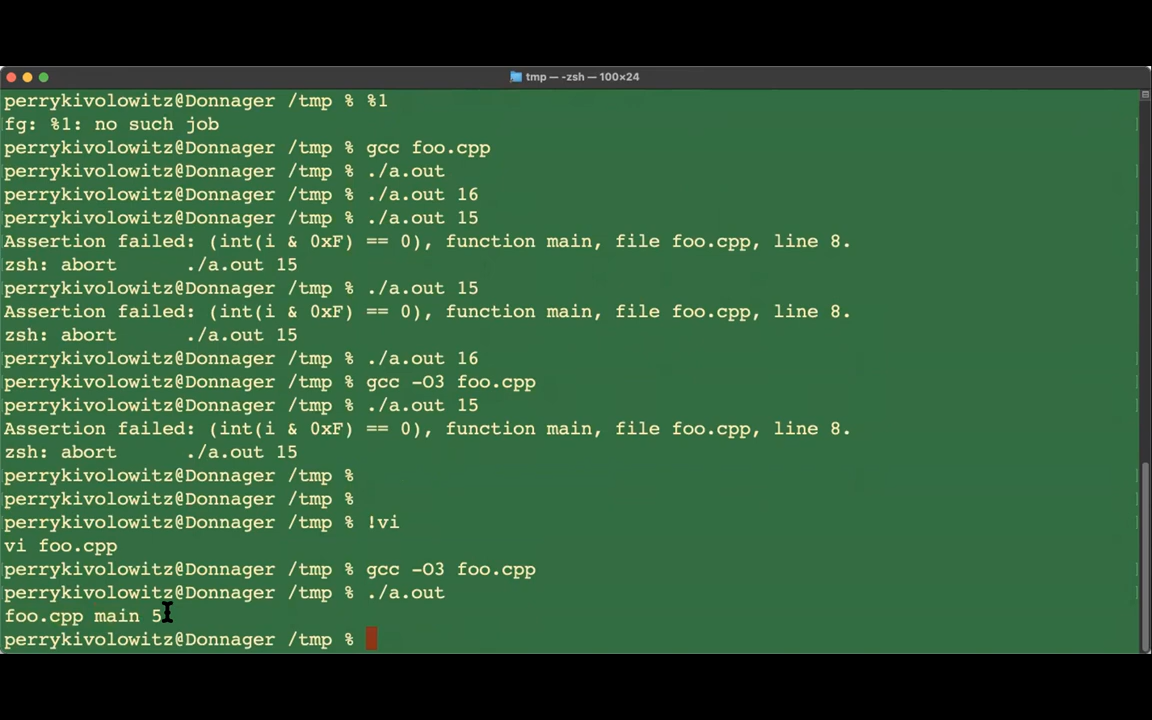 tmp — -zsh — 100×24
perrykivolowitz@Donnager /tmp % %1
fg: %1: no such job
perrykivolowitz@Donnager /tmp % gcc foo.cpp
perrykivolowitz@Donnager /tmp % ./a.out
perrykivolowitz@Donnager /tmp % ./a.out 16
perrykivolowitz@Donnager /tmp % ./a.out 15
Assertion failed: (int(i & 0xF) == 0), function main, file foo.cpp, line 8.
zsh: abort      ./a.out 15
perrykivolowitz@Donnager /tmp % ./a.out 15
Assertion failed: (int(i & 0xF) == 0), function main, file foo.cpp, line 8.
zsh: abort      ./a.out 15
perrykivolowitz@Donnager /tmp % ./a.out 16
perrykivolowitz@Donnager /tmp % gcc -O3 foo.cpp
perrykivolowitz@Donnager /tmp % ./a.out 15
Assertion failed: (int(i & 0xF) == 0), function main, file foo.cpp, line 8.
zsh: abort      ./a.out 15
perrykivolowitz@Donnager /tmp %
perrykivolowitz@Donnager /tmp %
perrykivolowitz@Donnager /tmp % !vi
vi foo.cpp
perrykivolowitz@Donnager /tmp % gcc -O3 foo.cpp
perrykivolowitz@Donnager /tmp % ./a.out
foo.cpp main 5
perrykivolowitz@Donnager /tmp %